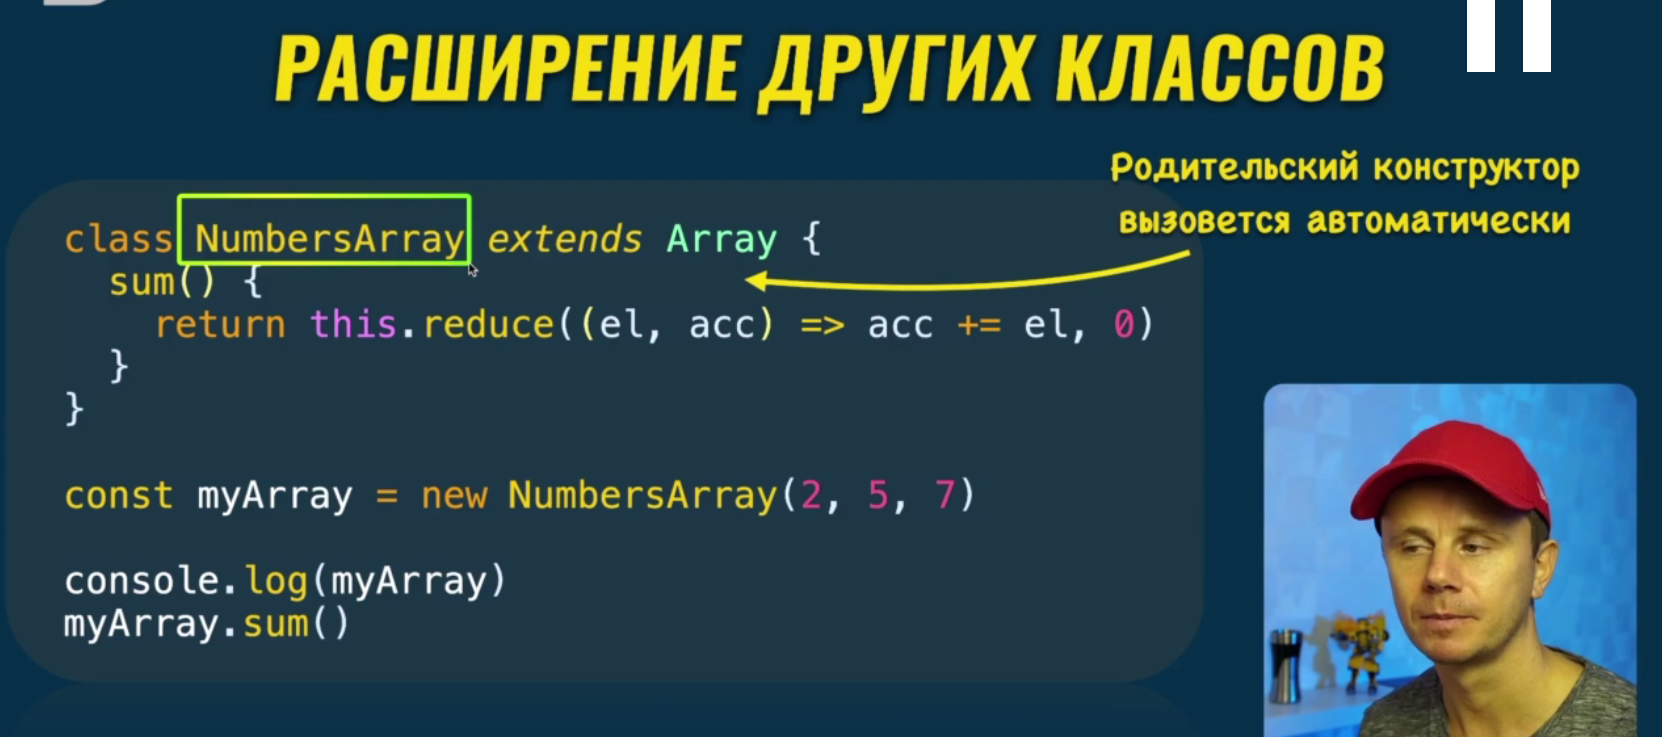 РАСШИРЕНИЕ ДРУГИХ КЛАССОВ
Родительский конструктор
вызовется автоматически
class NumbersArray extends Array {
  sum() {
    return this.reduce((el, acc) => acc += el, 0)
  }
}
const myArray = new NumbersArray(2, 5, 7)
console.log(myArray)
myArray.sum()